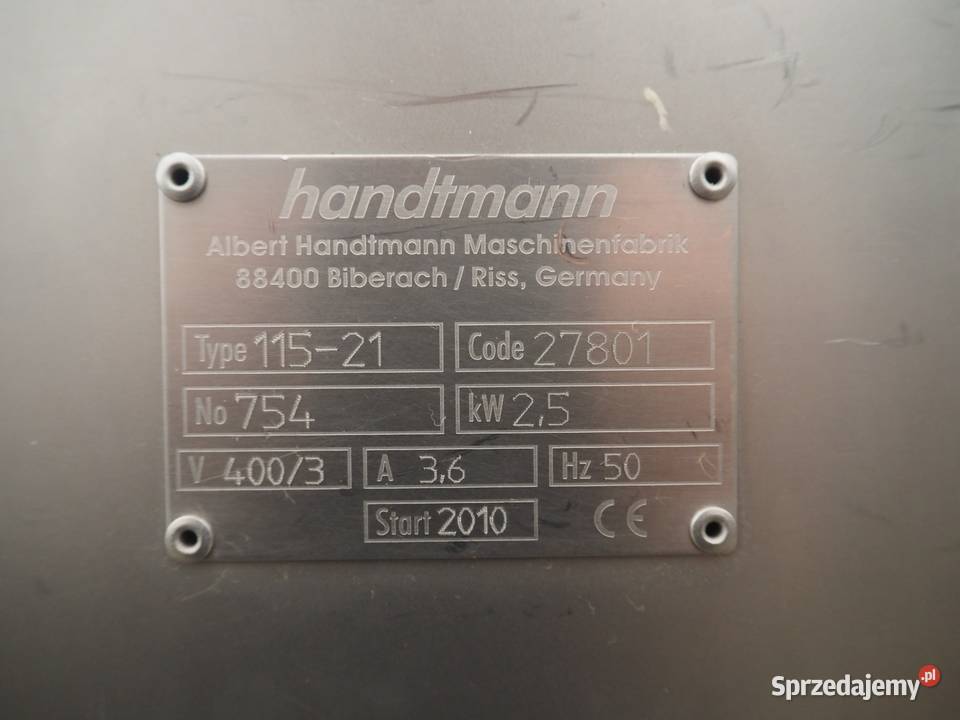 handtmann
Albert Handtmann Maschinenfabrik
88400 Biberach / Riss, Germany
Type 115-21 Code 27801
No 754 kW 2,5
V 400/3 A 3,6 Hz 50
Start 2010 CE
Sprzedajemy.pl